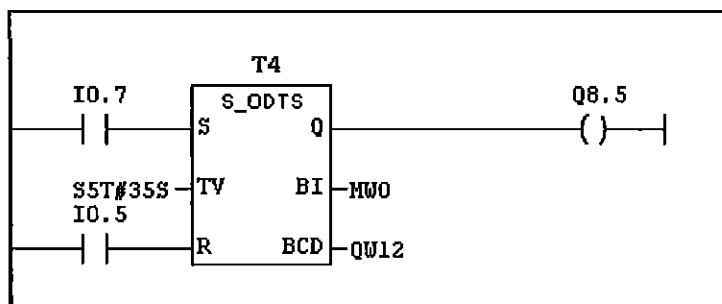 T4
I0.7
S_ODTS
Q8.5
S
Q
S5T#35S
TV
BI
MW0
I0.5
R
BCD
QW12